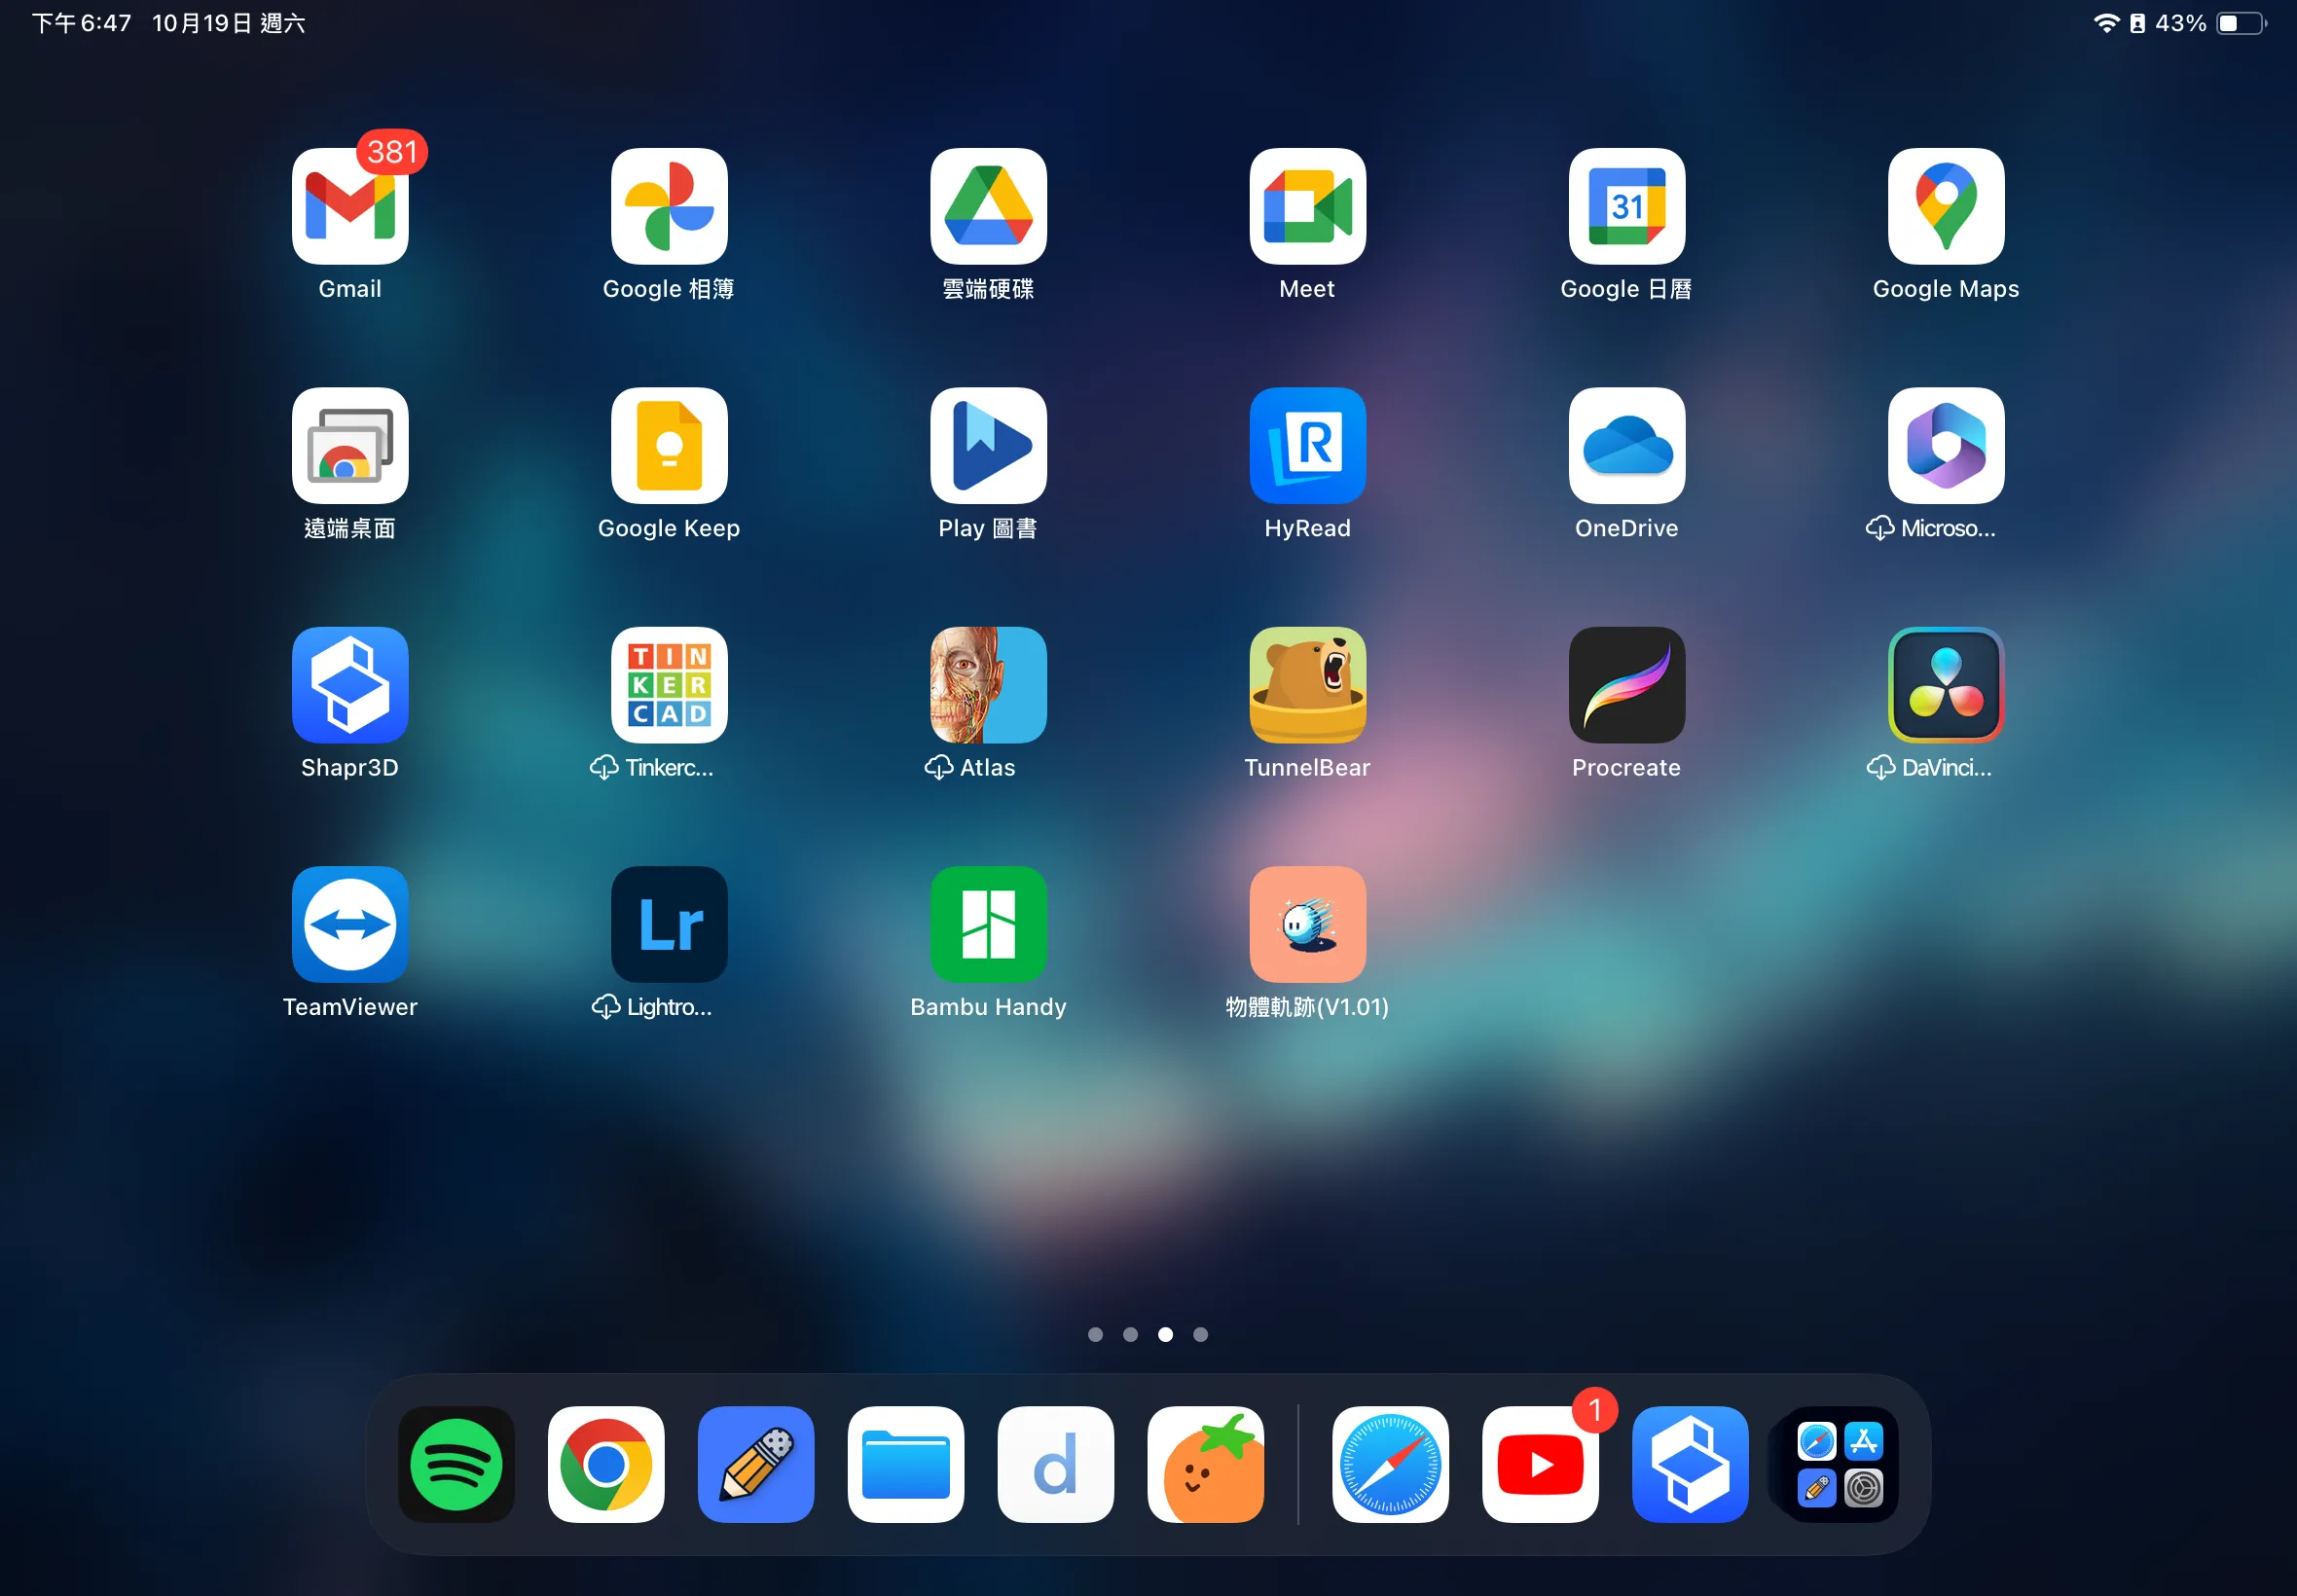 下午6:47 10月19日 週六 43%
381
31
Gmail Google 相簿 雲端硬碟 Meet Google 日曆 Google Maps
R
遠端桌面 Google Keep Play 圖書 HyRead OneDrive Microso...
TIN
KER
CAD
Shapr3D Tinkerc... Atlas TunnelBear Procreate DaVinci...
Lr
TeamViewer Lightro... Bambu Handy 物體軌跡(V1.01)
d 1